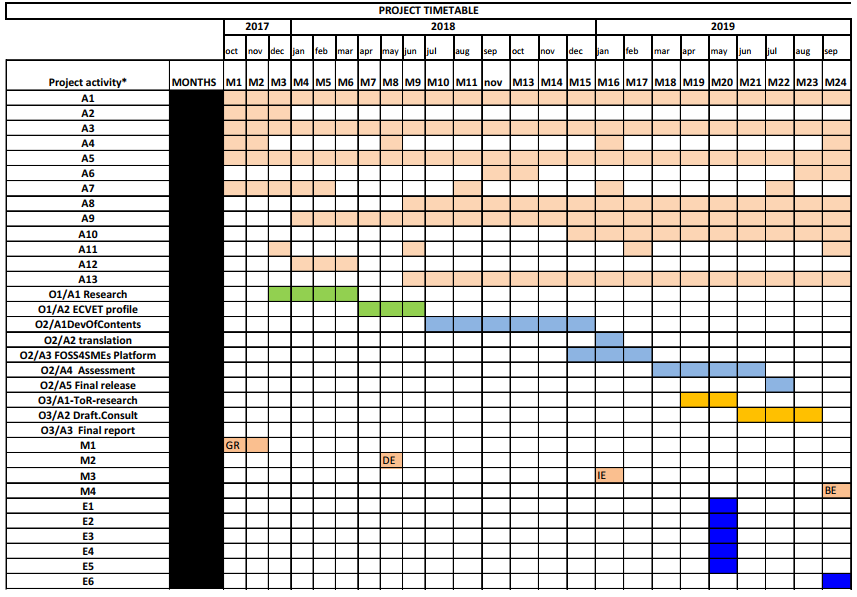 PROJECT TIMETABLE
2017 2018 2019
oct nov dec jan feb mar apr may jun jul aug sep oct nov dec jan feb mar apr may jun jul aug sep
Project activity* MONTHS M1 M2 M3 M4 M5 M6 M7 M8 M9 M10 M11 nov M13 M14 M15 M16 M17 M18 M19 M20 M21 M22 M23 M24
A1
A2
A3
A4
A5
A6
A7
A8
A9
A10
A11
A12
A13
O1/A1 Research
O1/A2 ECVET profile
O2/A1DevOfContents
O2/A2 translation
O2/A3 FOSS4SMEs Platform
O2/A4 Assessment
O2/A5 Final release
O3/A1-ToR-research
O3/A2 Draft.Consult
O3/A3 Final report
M1 GR
M2 DE
M3 IE
M4 BE
E1
E2
E3
E4
E5
E6